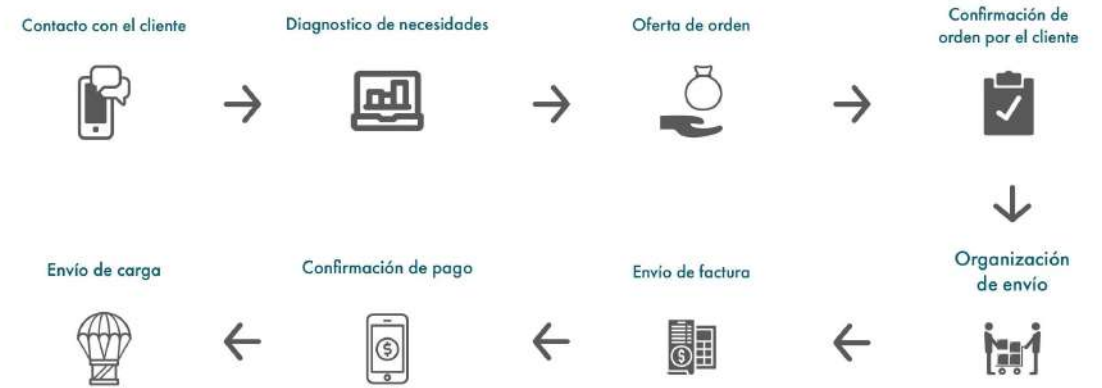 Contacto con el cliente
Diagnostico de necesidades
Oferta de orden
Confirmación de
orden por el cliente
Organización
de envío
Envío de factura
Confirmación de pago
Envío de carga